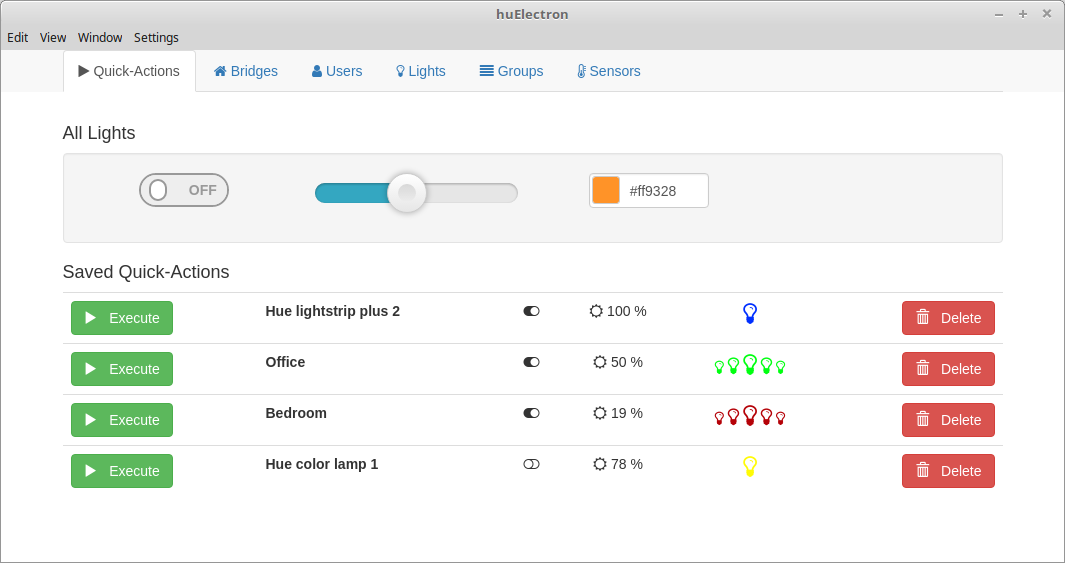 huElectron
Edit View Window Settings
Quick-Actions Bridges Users Lights Groups Sensors
All Lights
OFF #ff9328
Saved Quick-Actions
Execute Hue lightstrip plus 2 100 % Delete
Execute Office 50 % Delete
Execute Bedroom 19 % Delete
Execute Hue color lamp 1 78 % Delete